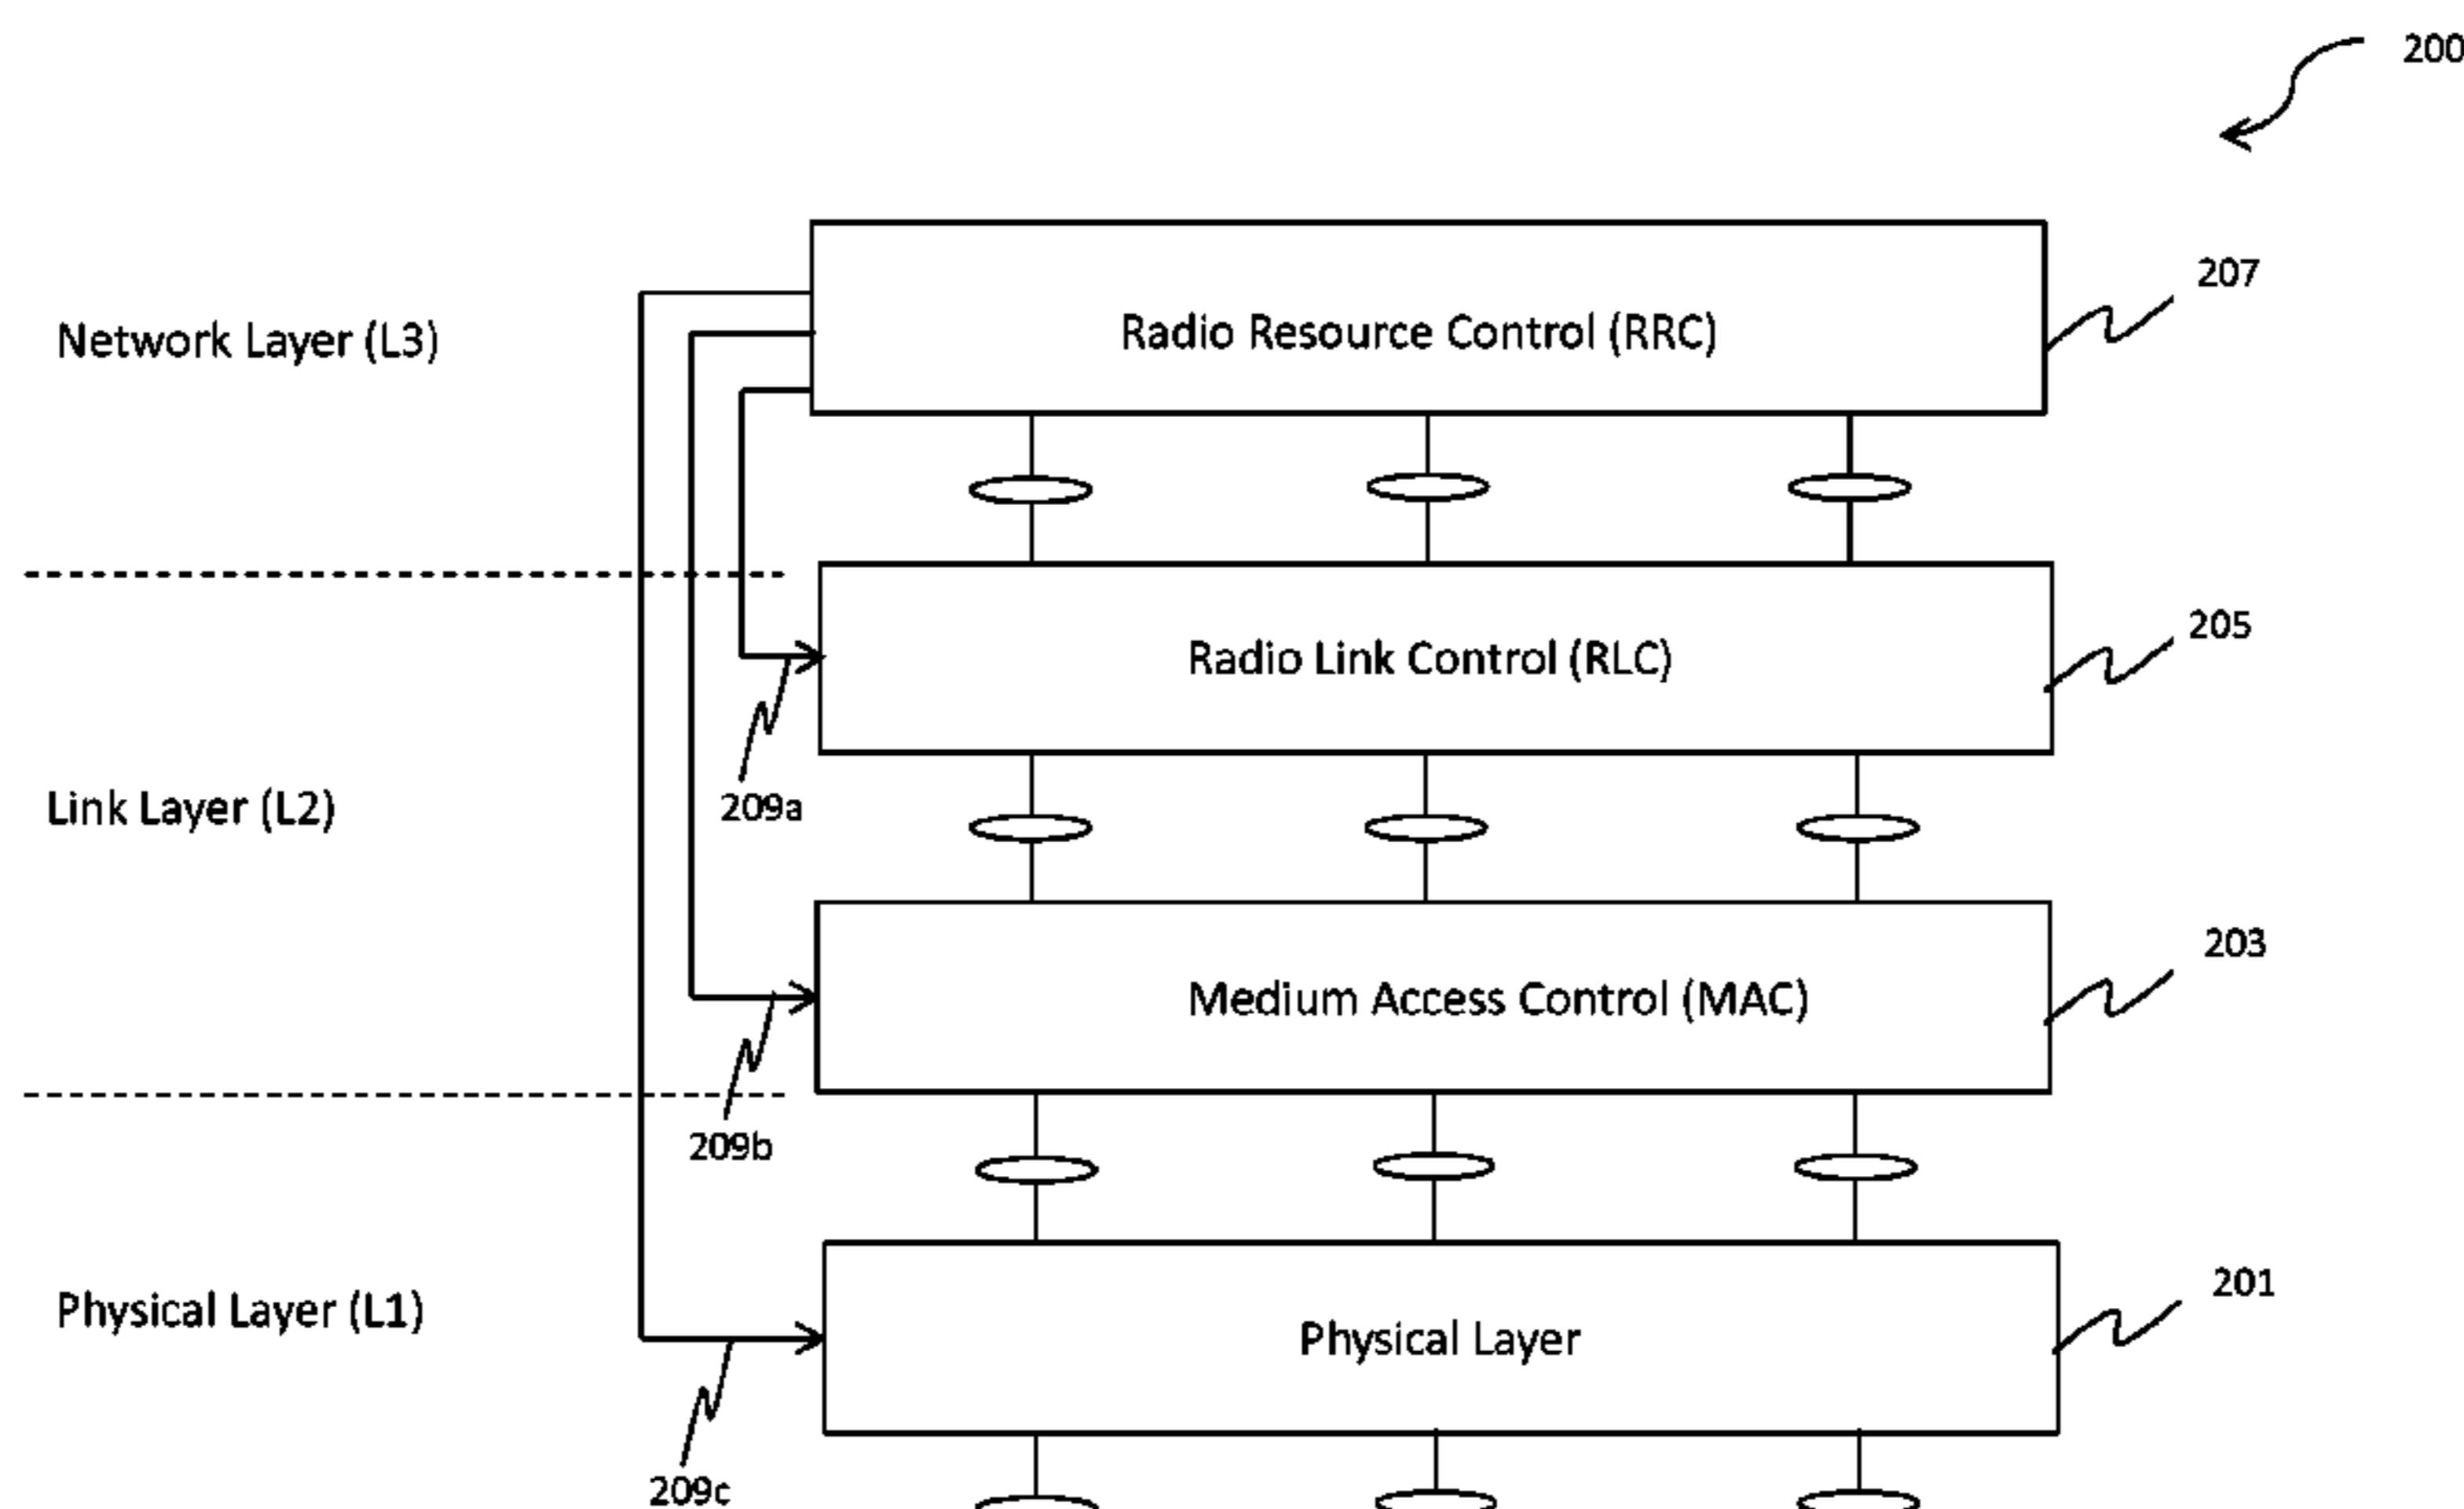 200
207
Network Layer (L3)
Radio Resource Control (RRC)
205
Radio Link Control (RLC)
209a
Link Layer (L2)
203
Medium Access Control (MAC)
209b
201
Physical Layer (L1)
Physical Layer
209c